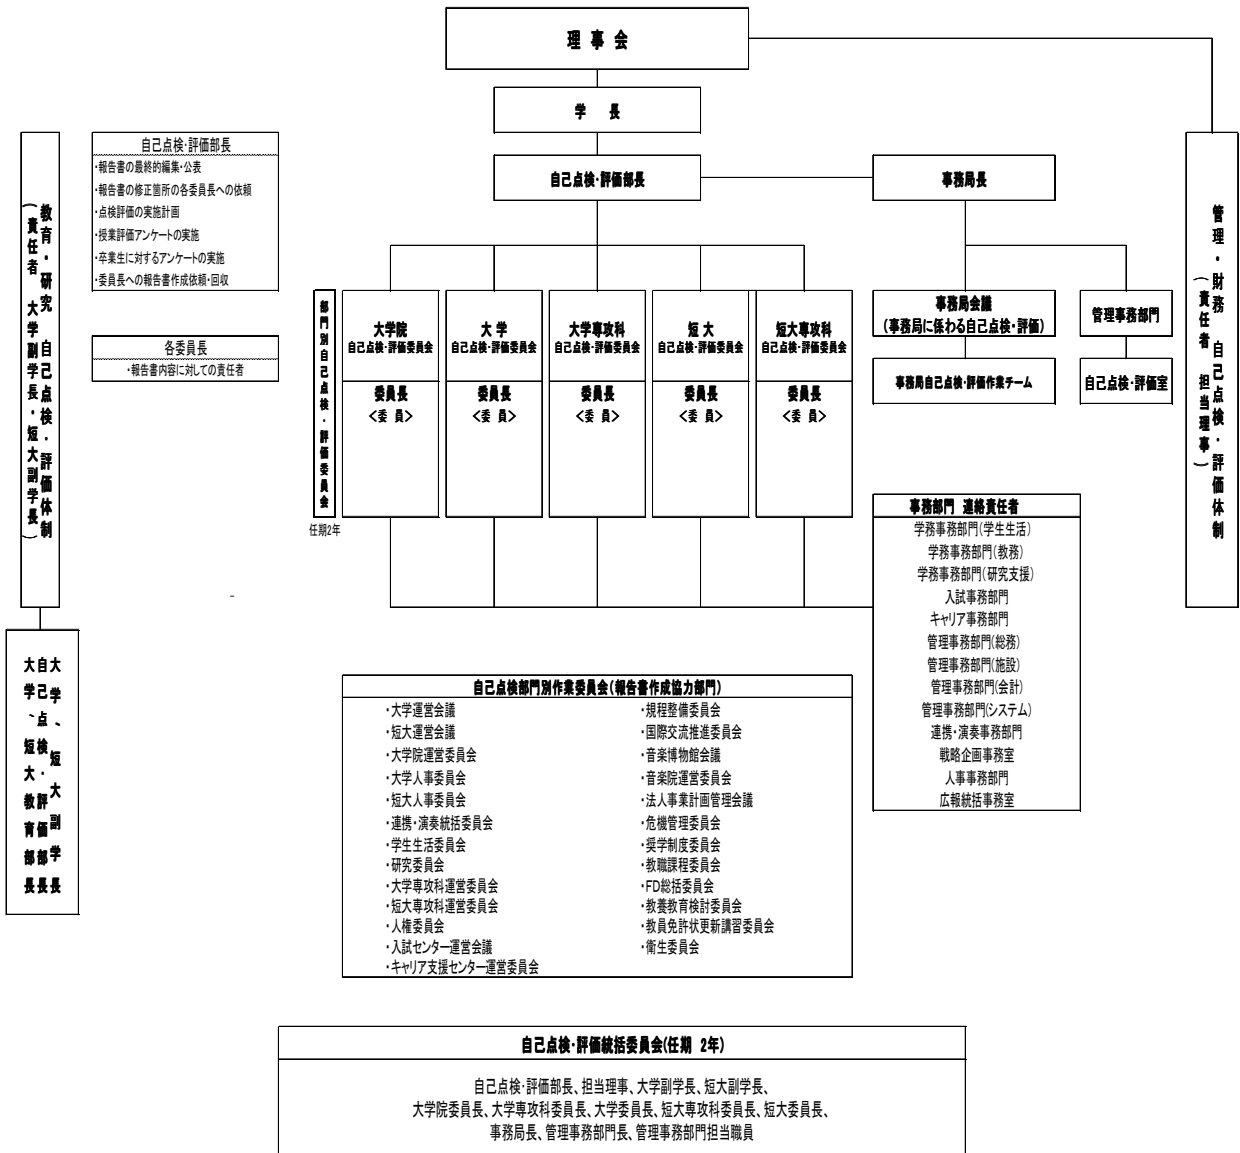 理事会
学長
自己点検・評価部長
・報告書の最終的編集・公表
・報告書の修正箇所の各委員長への依頼
・点検評価の実施計画
・授業評価アンケートの実施
・卒業生に対するアンケートの実施
・委員長への報告書作成依頼・回収
各委員長
・報告書内容に対しての責任者
教育・研究 自己点検・評価体制
(責任者 大学副学長・短大副学長)
大学、短大副学長
自己点検・評価部長
大学、短大教育部長
自己点検・評価部長
事務局長
部門別自己点検・評価委員会
任期2年
大学院
自己点検・評価委員会
委員長
<委 員>
大学
自己点検・評価委員会
委員長
<委 員>
大学専攻科
自己点検・評価委員会
委員長
<委 員>
短大
自己点検・評価委員会
委員長
<委 員>
短大専攻科
自己点検・評価委員会
委員長
<委 員>
事務局会議
(事務局に係わる自己点検・評価)
事務局自己点検・評価作業チーム
管理事務部門
自己点検・評価室
管理・財務 自己点検・評価体制
(責任者 担当理事)
事務部門 連絡責任者
学務事務部門(学生生活)
学務事務部門(教務)
学務事務部門(研究支援)
入試事務部門
キャリア事務部門
管理事務部門(総務)
管理事務部門(施設)
管理事務部門(会計)
管理事務部門(システム)
連携・演奏事務部門
戦略企画事務室
人事事務部門
広報統括事務室
自己点検部門別作業委員会(報告書作成協力部門)
・大学運営会議
・短大運営会議
・大学院運営委員会
・大学人事委員会
・短大人事委員会
・連携・演奏統括委員会
・学生生活委員会
・研究委員会
・大学専攻科運営委員会
・短大専攻科運営委員会
・人権委員会
・入試センター運営会議
・キャリア支援センター運営委員会
・規程整備委員会
・国際交流推進委員会
・音楽博物館会議
・音楽院運営委員会
・法人事業計画管理会議
・危機管理委員会
・奨学制度委員会
・教職課程委員会
・FD総括委員会
・教養教育検討委員会
・教員免許状更新講習委員会
・衛生委員会
自己点検・評価統括委員会(任期 2年)
自己点検・評価部長、担当理事、大学副学長、短大副学長、
大学院委員長、大学専攻科委員長、大学委員長、短大専攻科委員長、短大委員長、
事務局長、管理事務部門長、管理事務部門担当職員